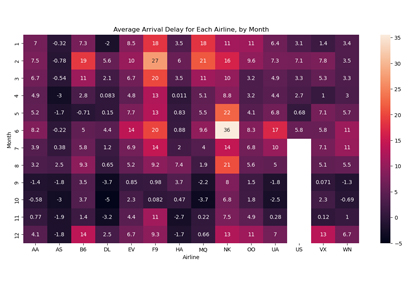 Average Arrival Delay for Each Airline, by Month
1 7 -0.32 7.3 -2 8.5 18 3.5 18 11 11 6.4 3.1 1.4 3.4
2 7.5 -0.78 19 5.6 10 27 6 21 16 9.6 7.3 7.1 7.8 3.5
3 6.7 -0.54 11 2.1 6.7 20 3.5 11 10 3.2 4.9 3.3 5.3 3.3
4 4.9 -3 2.8 0.083 4.8 13 0.011 5.1 8.8 3.2 4.4 2.7 1 3
5 5.2 -1.7 -0.71 0.15 7.7 13 0.83 5.5 22 4.1 6.8 0.68 7.1 5.7
6 6.2 -0.22 5 4.4 14 20 0.88 9.6 36 8.3 17 5.8 5.8 11
7 3.9 0.38 5.8 1.2 6.9 14 2 4 14 6.8 10 7.1 11
8 3.2 2.5 9.3 0.65 5.2 9.2 7.4 1.9 21 5.6 5 5.1 5.5
9 -1.4 -1.8 3.5 -3.7 0.85 0.98 3.7 -2.2 8 1.5 -1.8 0.071 -1.3
10 -0.58 -3 3.7 -5 2.3 0.082 0.47 -3.7 6.8 1.8 -2.5 2.3 -0.69
11 0.77 -1.9 1.4 -3.2 4.4 11 -2.7 0.22 7.5 4.9 0.28 0.12 1
12 4.1 -1.8 14 2.5 6.7 9.3 -1.7 0.66 13 11 7 13 6.7
AA AS B6 DL EV F9 HA MQ NK OO UA US VX WN
Month
Airline
35
30
25
20
15
10
5
0
-5